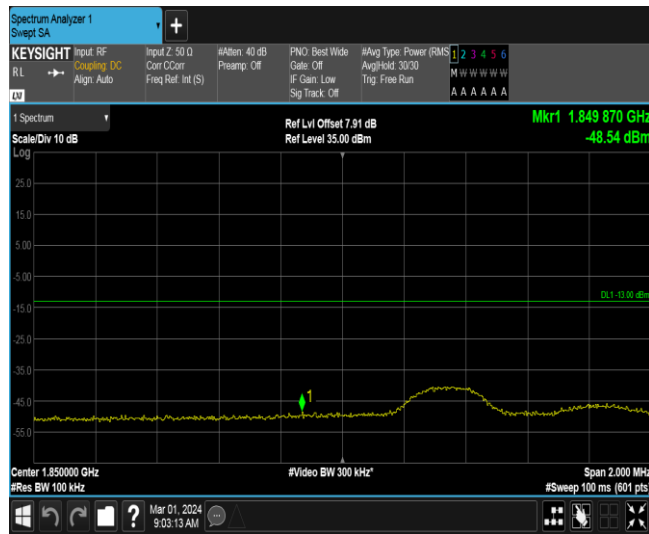 Spectrum Analyzer 1
Swept SA
KEYSIGHT
RL
LXI
Input: RF
Coupling: DC
Align: Auto
Input Z: 50 Ω
Corr CCorr
Freq Ref: Int (S)
#Atten: 40 dB
Preamp: Off
PNO: Best Wide
Gate: Off
IF Gain: Low
Sig Track: Off
#Avg Type: Power (RMS
Avg|Hold: 30/30
Trig: Free Run
1 2 3 4 5 6
M W W W W W
A A A A A A
1 Spectrum
Scale/Div 10 dB
Log
Ref Lvl Offset 7.91 dB
Ref Level 35.00 dBm
Mkr1 1.849 870 GHz
-48.54 dBm
25.0
15.0
5.00
-5.00
DL1 -13.00 dBm
-15.0
-25.0
-35.0
1
-45.0
-55.0
Center 1.850000 GHz
#Res BW 100 kHz
#Video BW 300 kHz*
Span 2.000 MHz
#Sweep 100 ms (601 pts
?
Mar 01, 2024
9:03:13 AM